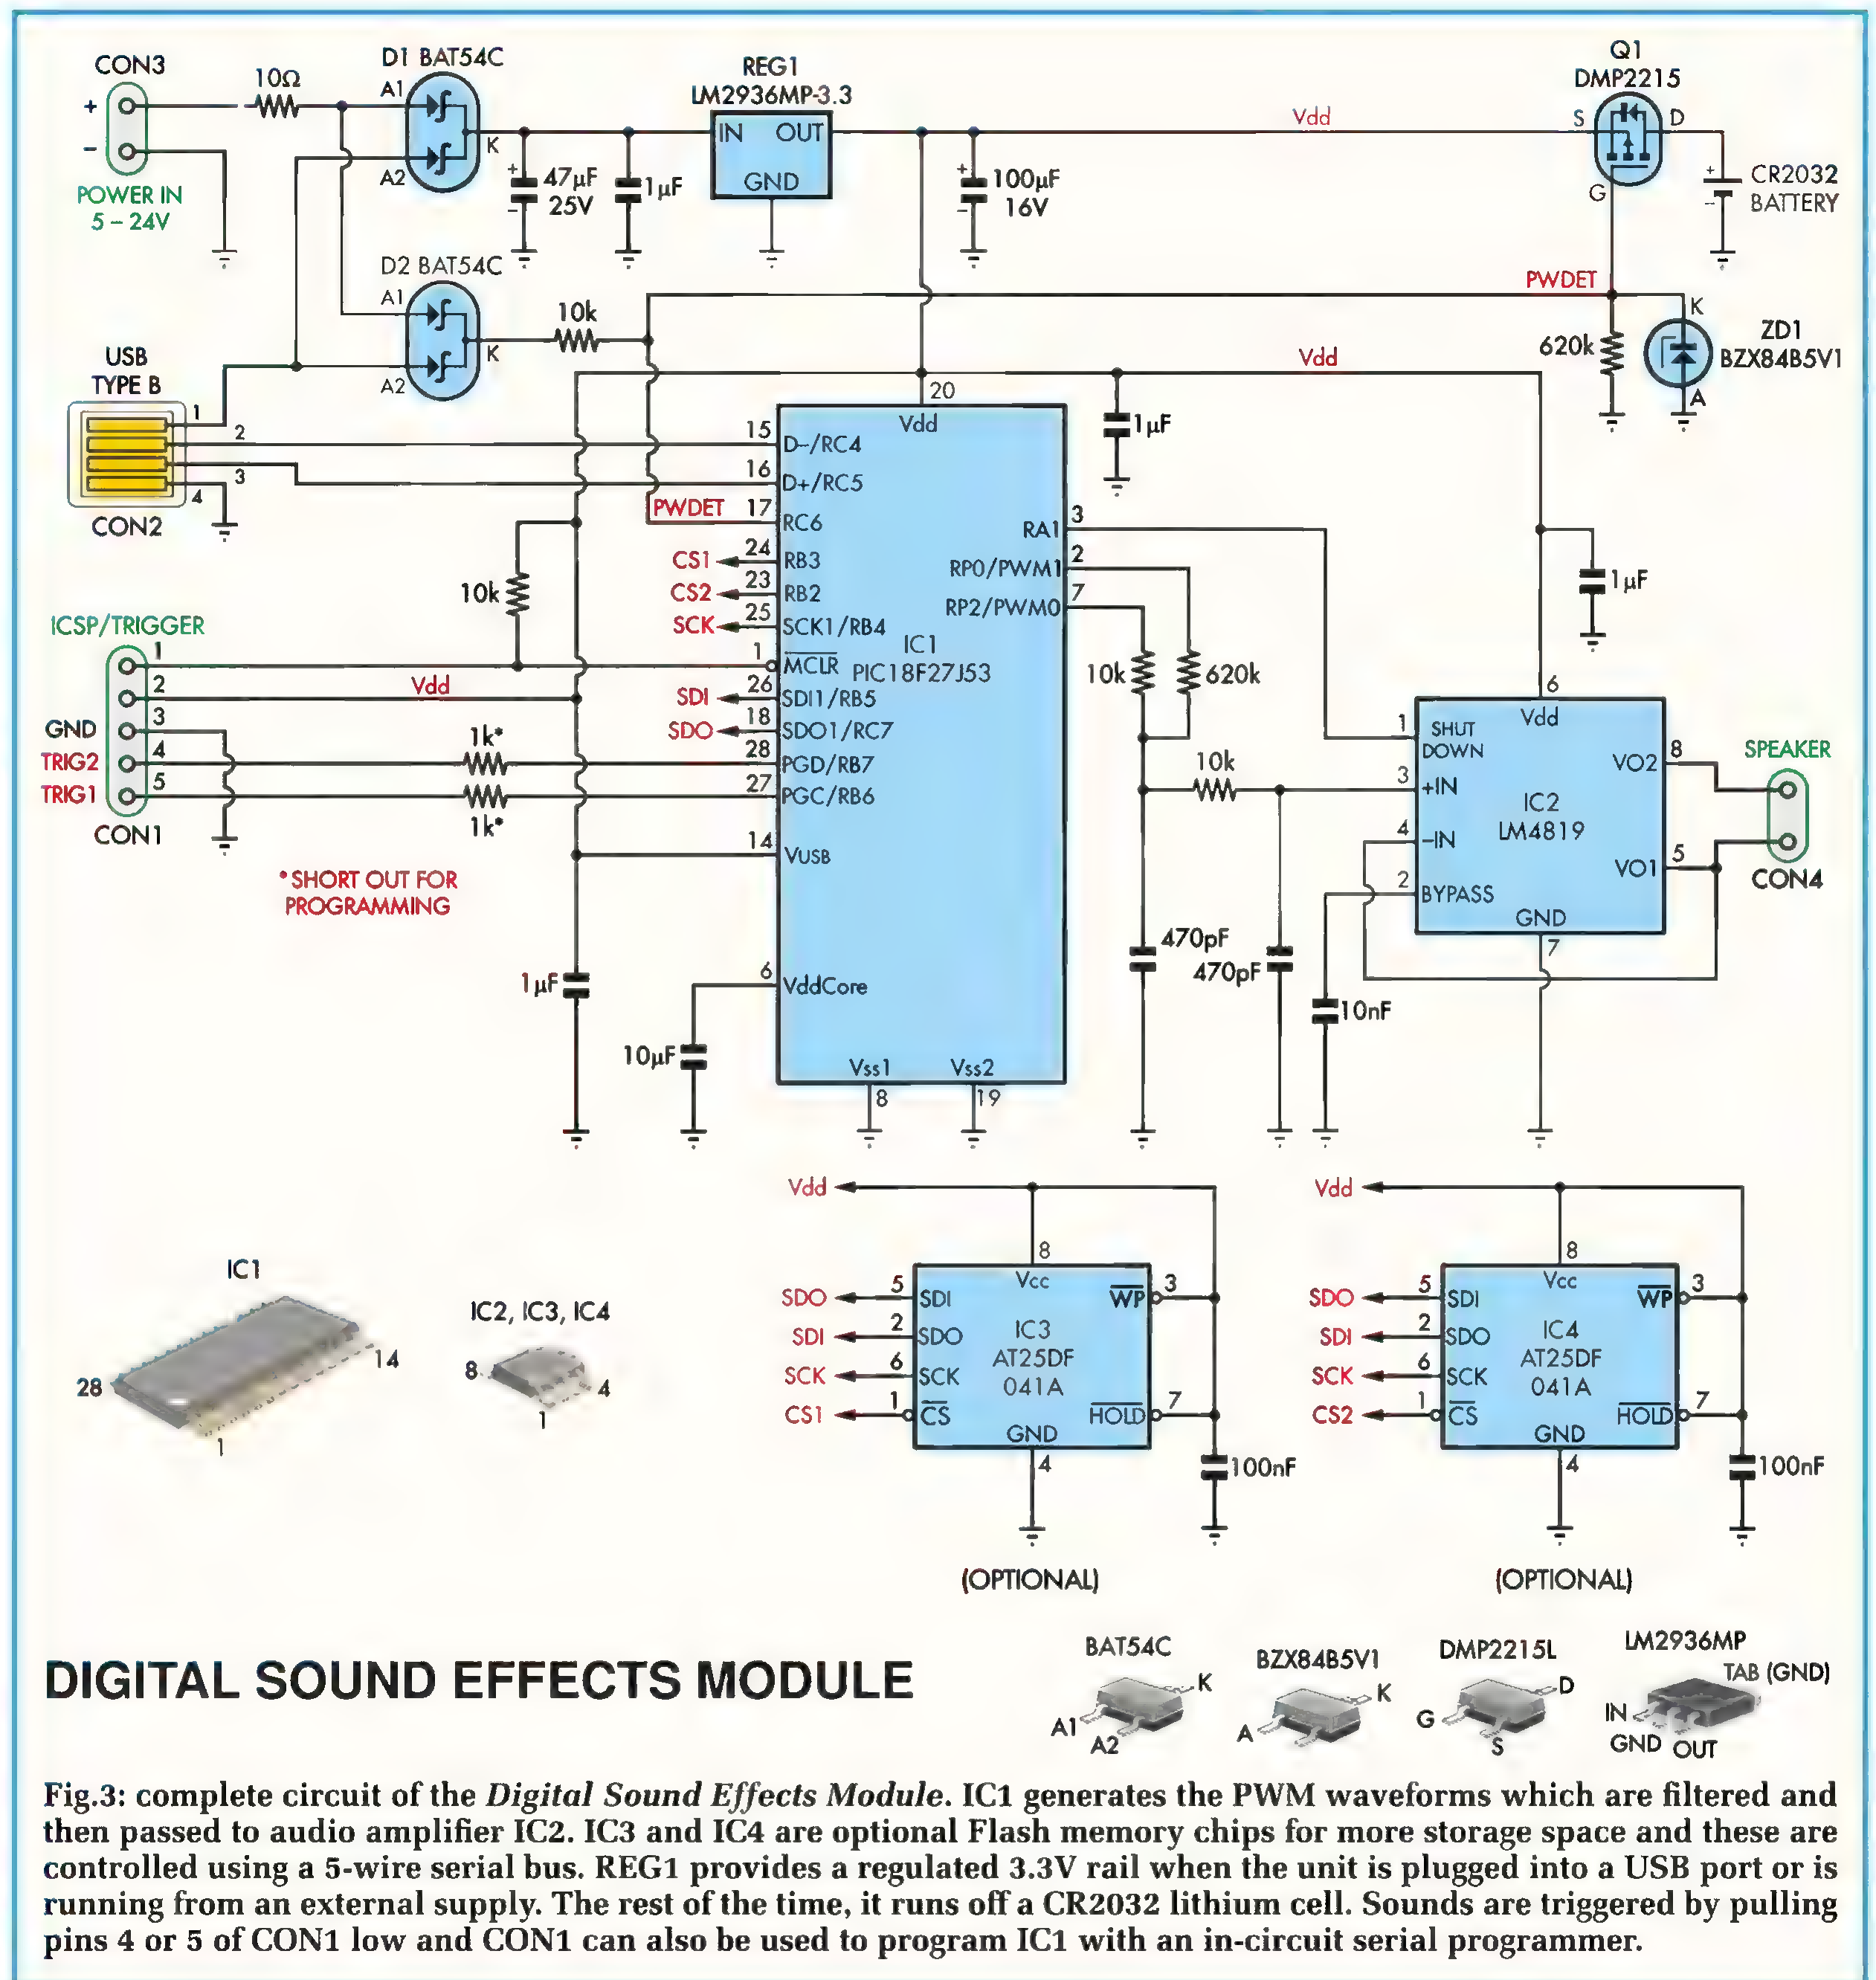 CON3
+
–
POWER IN
5 – 24V
10Ω
D1 BAT54C
A1
A2
K
+
–
47µF
25V
1µF
REG1
LM2936MP-3.3
IN OUT
GND
+
–
100µF
16V
Vdd
Q1
DMP2215
S
D
G
+
–
CR2032
BATTERY
D2 BAT54C
A1
A2
K
10k
PWDET
620k
K
A
ZD1
BZX84B5V1
USB
TYPE B
1
2
3
4
CON2
Vdd
20
Vdd
1µF
15 D–/RC4
16 D+/RC5
PWDET 17 RC6
CS1 24 RB3
CS2 23 RB2
SCK 25 SCK1/RB4
1 MCLR
SDI 26 SDI1/RB5
SDO 18 SDO1/RC7
28 PGD/RB7
27 PGC/RB6
14 VUSB
6 VddCore
IC1
PIC18F27J53
RA1 3
RP0/PWM1 2
RP2/PWM0 7
Vss1
8
Vss2
19
10k
ICSP/TRIGGER
1
2
Vdd
GND 3
TRIG2 4
TRIG1 5
CON1
1k*
1k*
*SHORT OUT FOR
PROGRAMMING
1µF
10µF
10k
620k
10k
470pF
470pF
10nF
1µF
6
Vdd
1 SHUT
DOWN
3 +IN
4 –IN
2 BYPASS
IC2
LM4819
VO2 8
VO1 5
GND
7
SPEAKER
CON4
Vdd
8
Vcc
SDO 5 SDI
SDI 2 SDO
SCK 6 SCK
CS1 1 CS
IC3
AT25DF
041A
WP 3
HOLD 7
GND
4
100nF
(OPTIONAL)
Vdd
8
Vcc
SDO 5 SDI
SDI 2 SDO
SCK 6 SCK
CS2 1 CS
IC4
AT25DF
041A
WP 3
HOLD 7
GND
4
100nF
(OPTIONAL)
IC1
28
14
1
IC2, IC3, IC4
8
4
1
DIGITAL SOUND EFFECTS MODULE
BAT54C
A1
A2
K
BZX84B5V1
A
K
DMP2215L
G
S
D
LM2936MP
TAB (GND)
IN
GND OUT
Fig.3: complete circuit of the Digital Sound Effects Module. IC1 generates the PWM waveforms which are filtered and
then passed to audio amplifier IC2. IC3 and IC4 are optional Flash memory chips for more storage space and these are
controlled using a 5-wire serial bus. REG1 provides a regulated 3.3V rail when the unit is plugged into a USB port or is
running from an external supply. The rest of the time, it runs off a CR2032 lithium cell. Sounds are triggered by pulling
pins 4 or 5 of CON1 low and CON1 can also be used to program IC1 with an in-circuit serial programmer.